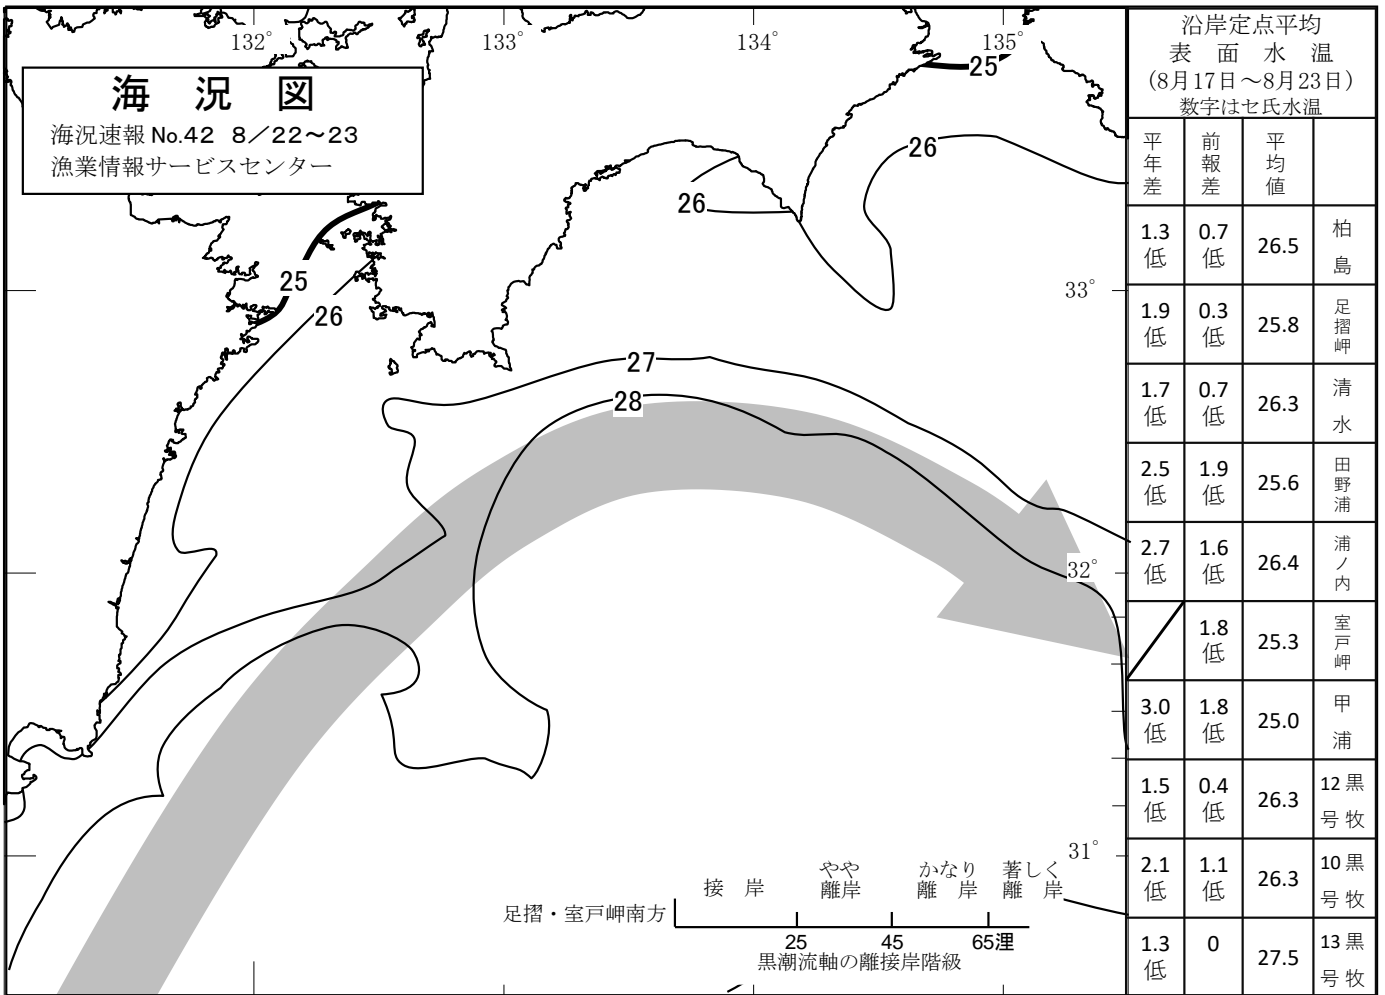 海 況 図
海況速報 No.42 8／22～23
漁業情報サービスセンター
132°
133°
134°
135°
33°
32°
31°
25
26
26
26
25
27
28
接 岸
やや
離岸
かなり
離 岸
著しく
離 岸
足摺・室戸岬南方
25 45 65浬
黒潮流軸の離接岸階級
沿岸定点平均
表 面 水 温
(8月17日～8月23日)
数字はセ氏水温
平年差 前報差 平均値
1.3低 0.7低 26.5 柏島
1.9低 0.3低 25.8 足摺岬
1.7低 0.7低 26.3 清水
2.5低 1.9低 25.6 田野浦
2.7低 1.6低 26.4 浦ノ内
1.8低 25.3 室戸岬
3.0低 1.8低 25.0 甲浦
1.5低 0.4低 26.3 黒牧12号
2.1低 1.1低 26.3 黒牧10号
1.3低 0 27.5 黒牧13号